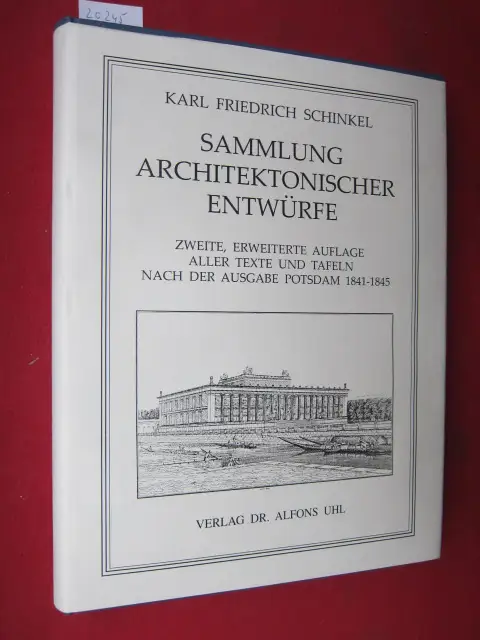 20245
KARL FRIEDRICH SCHINKEL
SAMMLUNG
ARCHITEKTONISCHER
ENTWÜRFE
ZWEITE, ERWEITERTE AUFLAGE
ALLER TEXTE UND TAFELN
NACH DER AUSGABE POTSDAM 1841-1845
VERLAG DR. ALFONS UHL